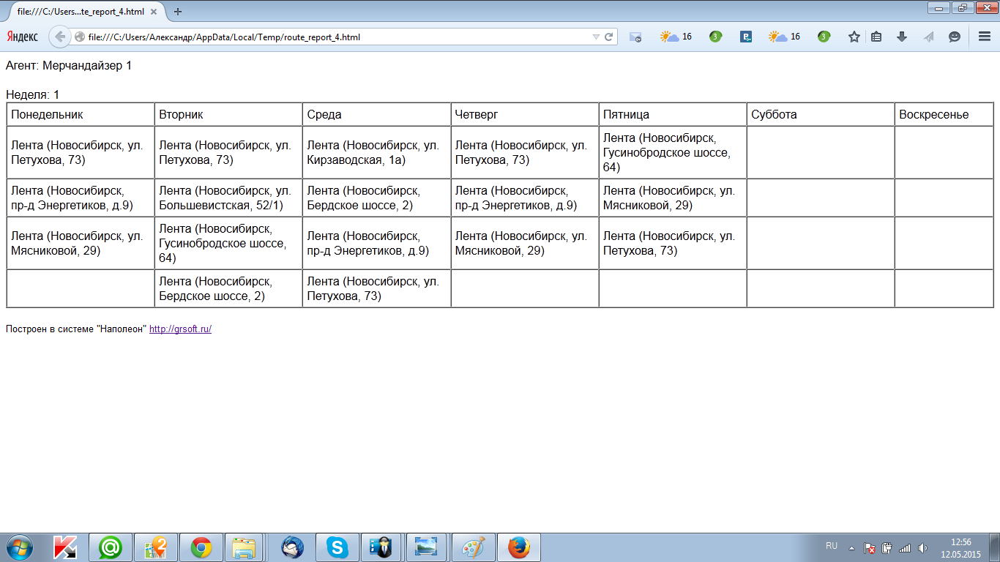 file:///C:/Users...te_report_4.html
Яндекс
file:///C:/Users/Александр/AppData/Local/Temp/route_report_4.html
16
3
16
3
Агент: Мерчандайзер 1
Неделя: 1
Понедельник Вторник Среда Четверг Пятница Суббота Воскресенье
Лента (Новосибирск, ул.
Петухова, 73)
Лента (Новосибирск, ул.
Петухова, 73)
Лента (Новосибирск, ул.
Кирзаводская, 1а)
Лента (Новосибирск, ул.
Петухова, 73)
Лента (Новосибирск,
Гусинобродское шоссе,
64)
Лента (Новосибирск,
пр-д Энергетиков, д.9)
Лента (Новосибирск, ул.
Большевистская, 52/1)
Лента (Новосибирск,
Бердское шоссе, 2)
Лента (Новосибирск,
пр-д Энергетиков, д.9)
Лента (Новосибирск, ул.
Мясниковой, 29)
Лента (Новосибирск, ул.
Мясниковой, 29)
Лента (Новосибирск,
Гусинобродское шоссе,
64)
Лента (Новосибирск,
пр-д Энергетиков, д.9)
Лента (Новосибирск, ул.
Мясниковой, 29)
Лента (Новосибирск, ул.
Петухова, 73)
Лента (Новосибирск,
Бердское шоссе, 2)
Лента (Новосибирск, ул.
Петухова, 73)
Построен в системе "Наполеон" http://grsoft.ru/
RU
12:56
12.05.2015